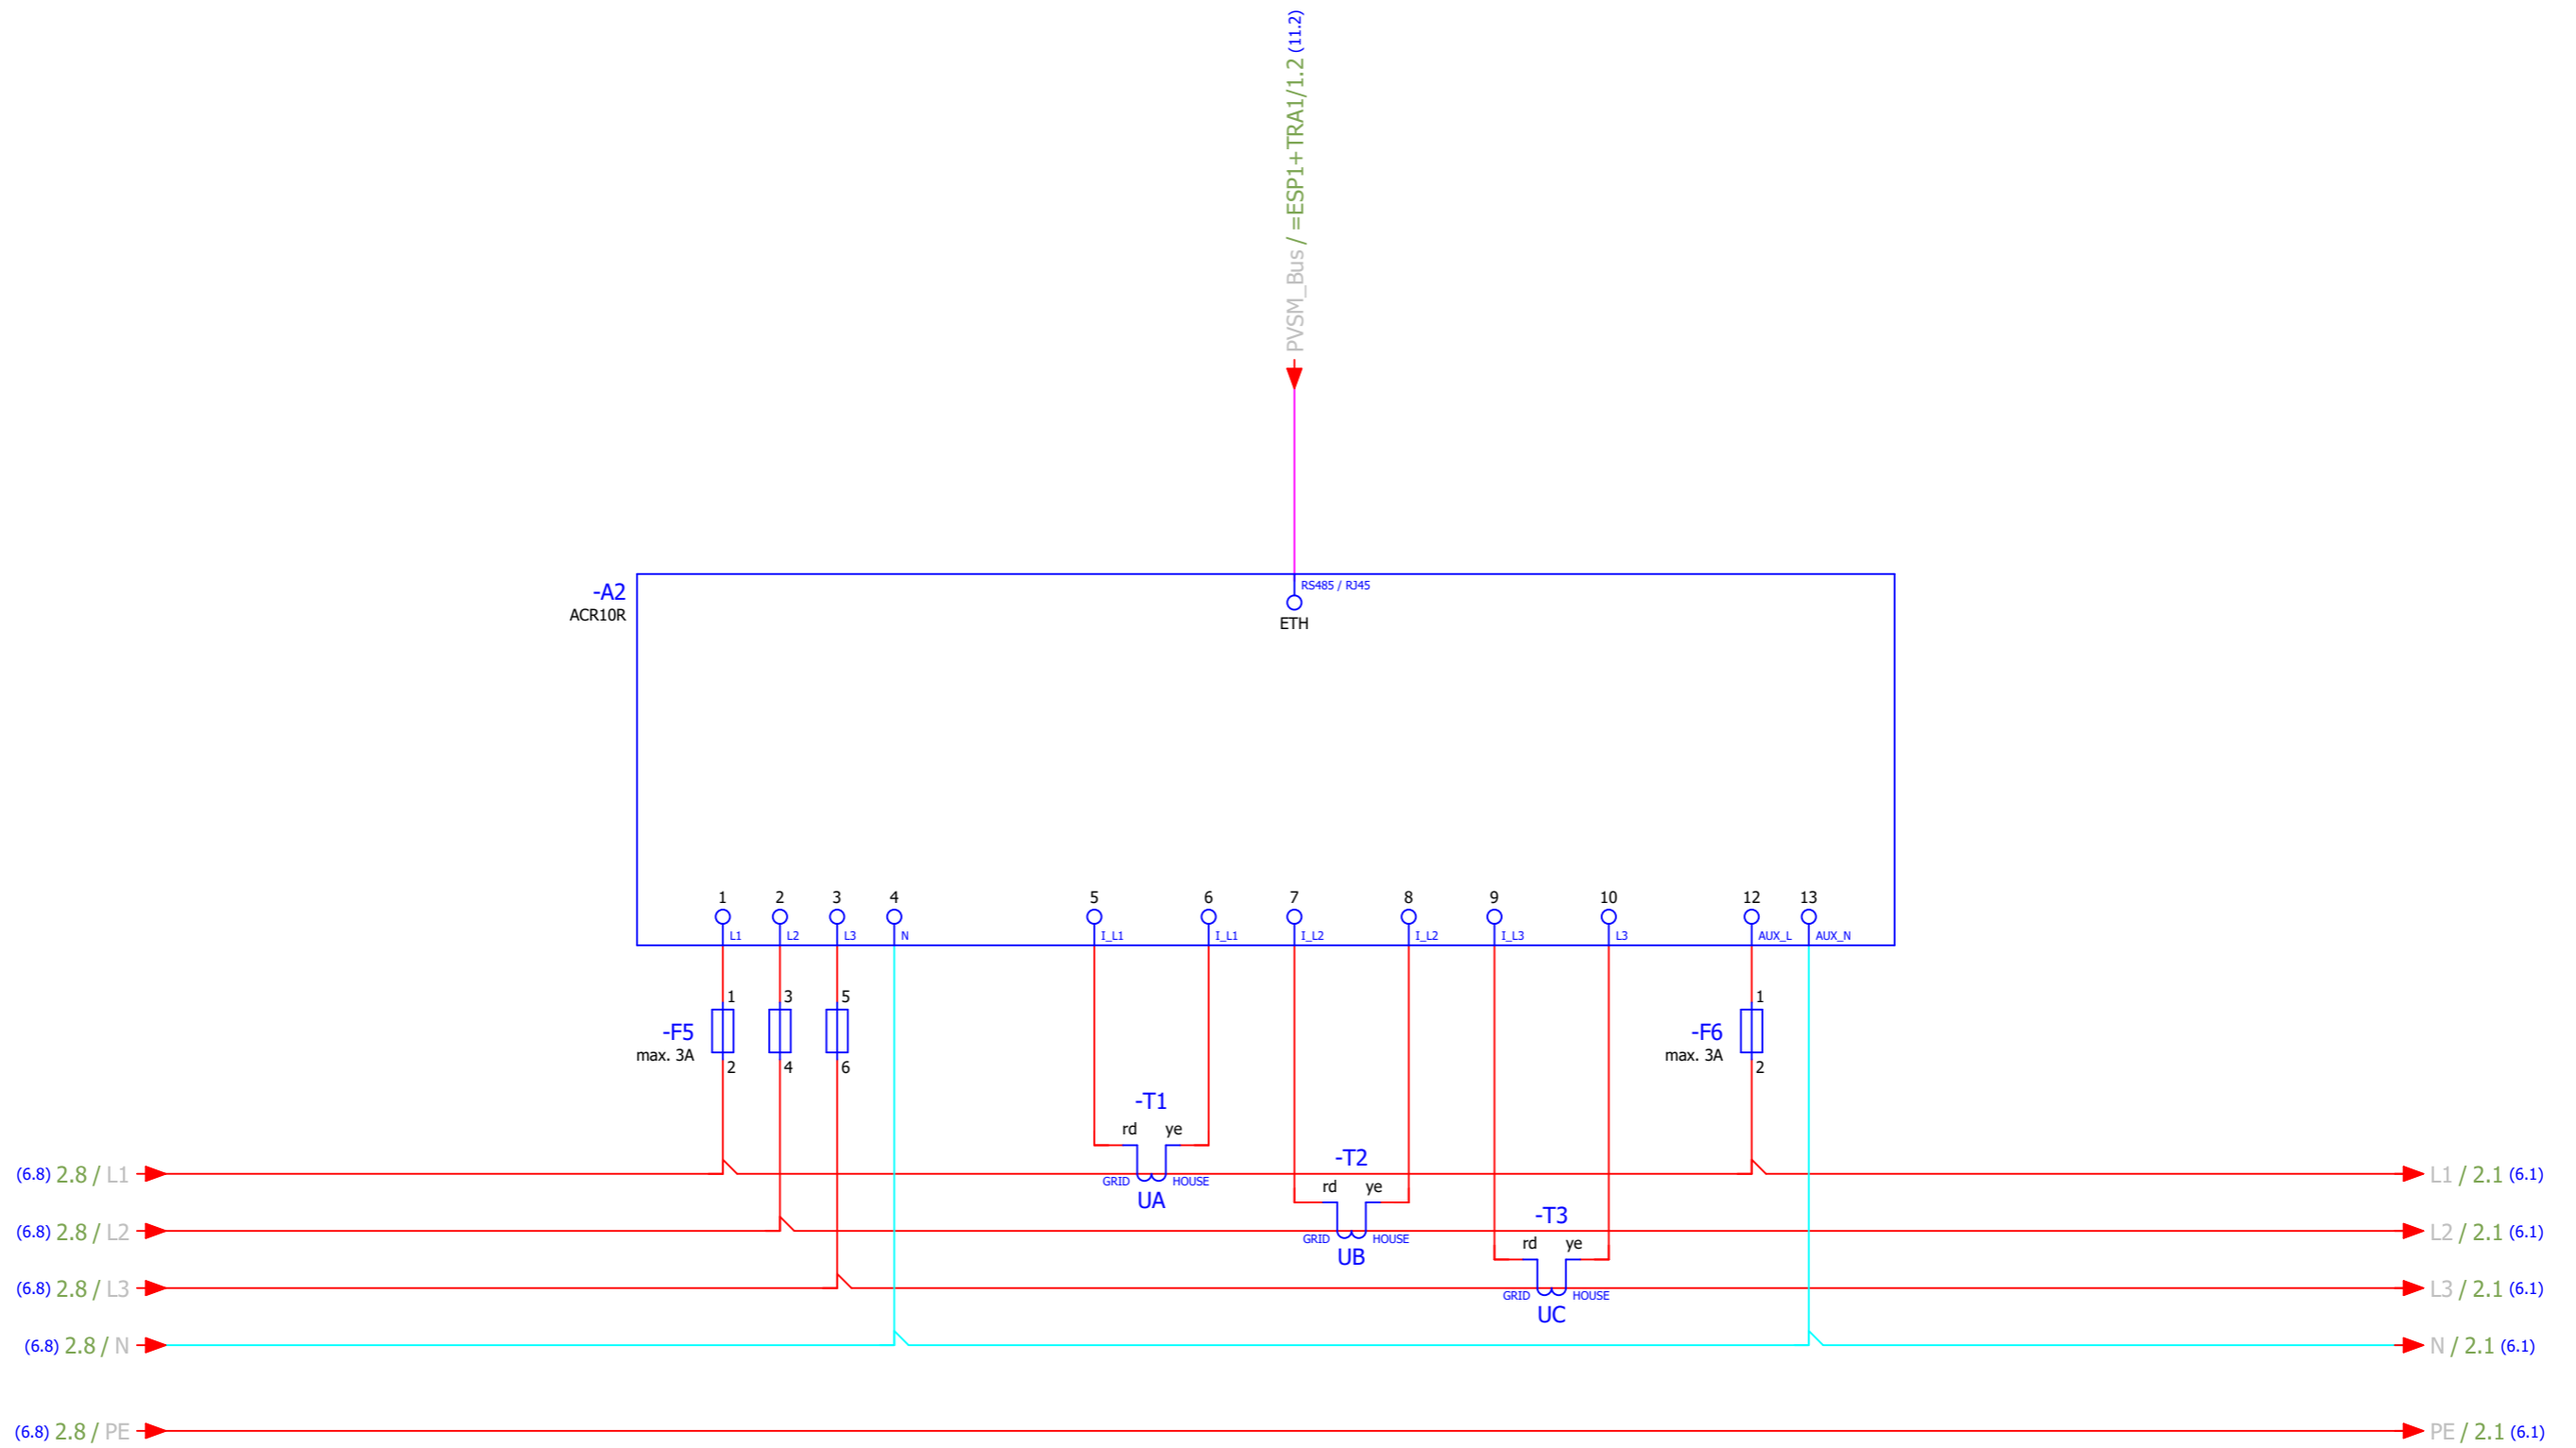 PVSM_Bus / =ESP1+TRA1/1.2 (11.2)
-A2
ACR10R
RS485 / RJ45
ETH
1 2 3 4 5 6 7 8 9 10 12 13
L1 L2 L3 N I_L1 I_L1 I_L2 I_L2 I_L3 L3 AUX_L AUX_N
1 3 5 1
-F5 -F6
max. 3A max. 3A
2 4 6 2
-T1
rd ye
-T2
(6.8) 2.8 / L1 GRID HOUSE L1 / 2.1 (6.1)
rd ye
UA
-T3
(6.8) 2.8 / L2 GRID HOUSE L2 / 2.1 (6.1)
rd ye
UB
(6.8) 2.8 / L3 GRID HOUSE L3 / 2.1 (6.1)
UC
(6.8) 2.8 / N N / 2.1 (6.1)
(6.8) 2.8 / PE PE / 2.1 (6.1)